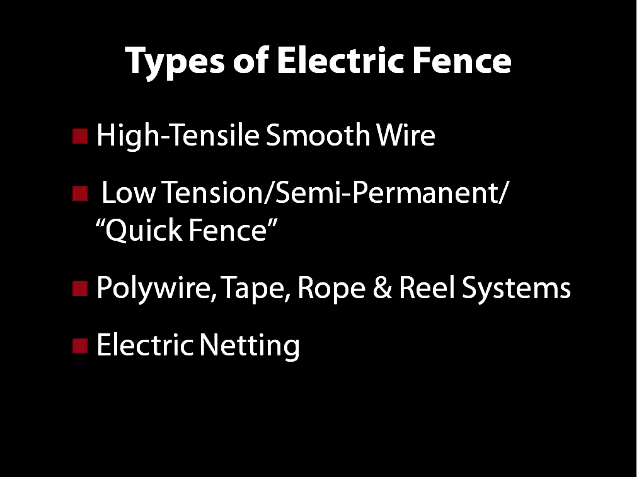 Types of Electric Fence
High-Tensile Smooth Wire
Low Tension/Semi-Permanent/
“Quick Fence”
Polywire, Tape, Rope & Reel Systems
Electric Netting